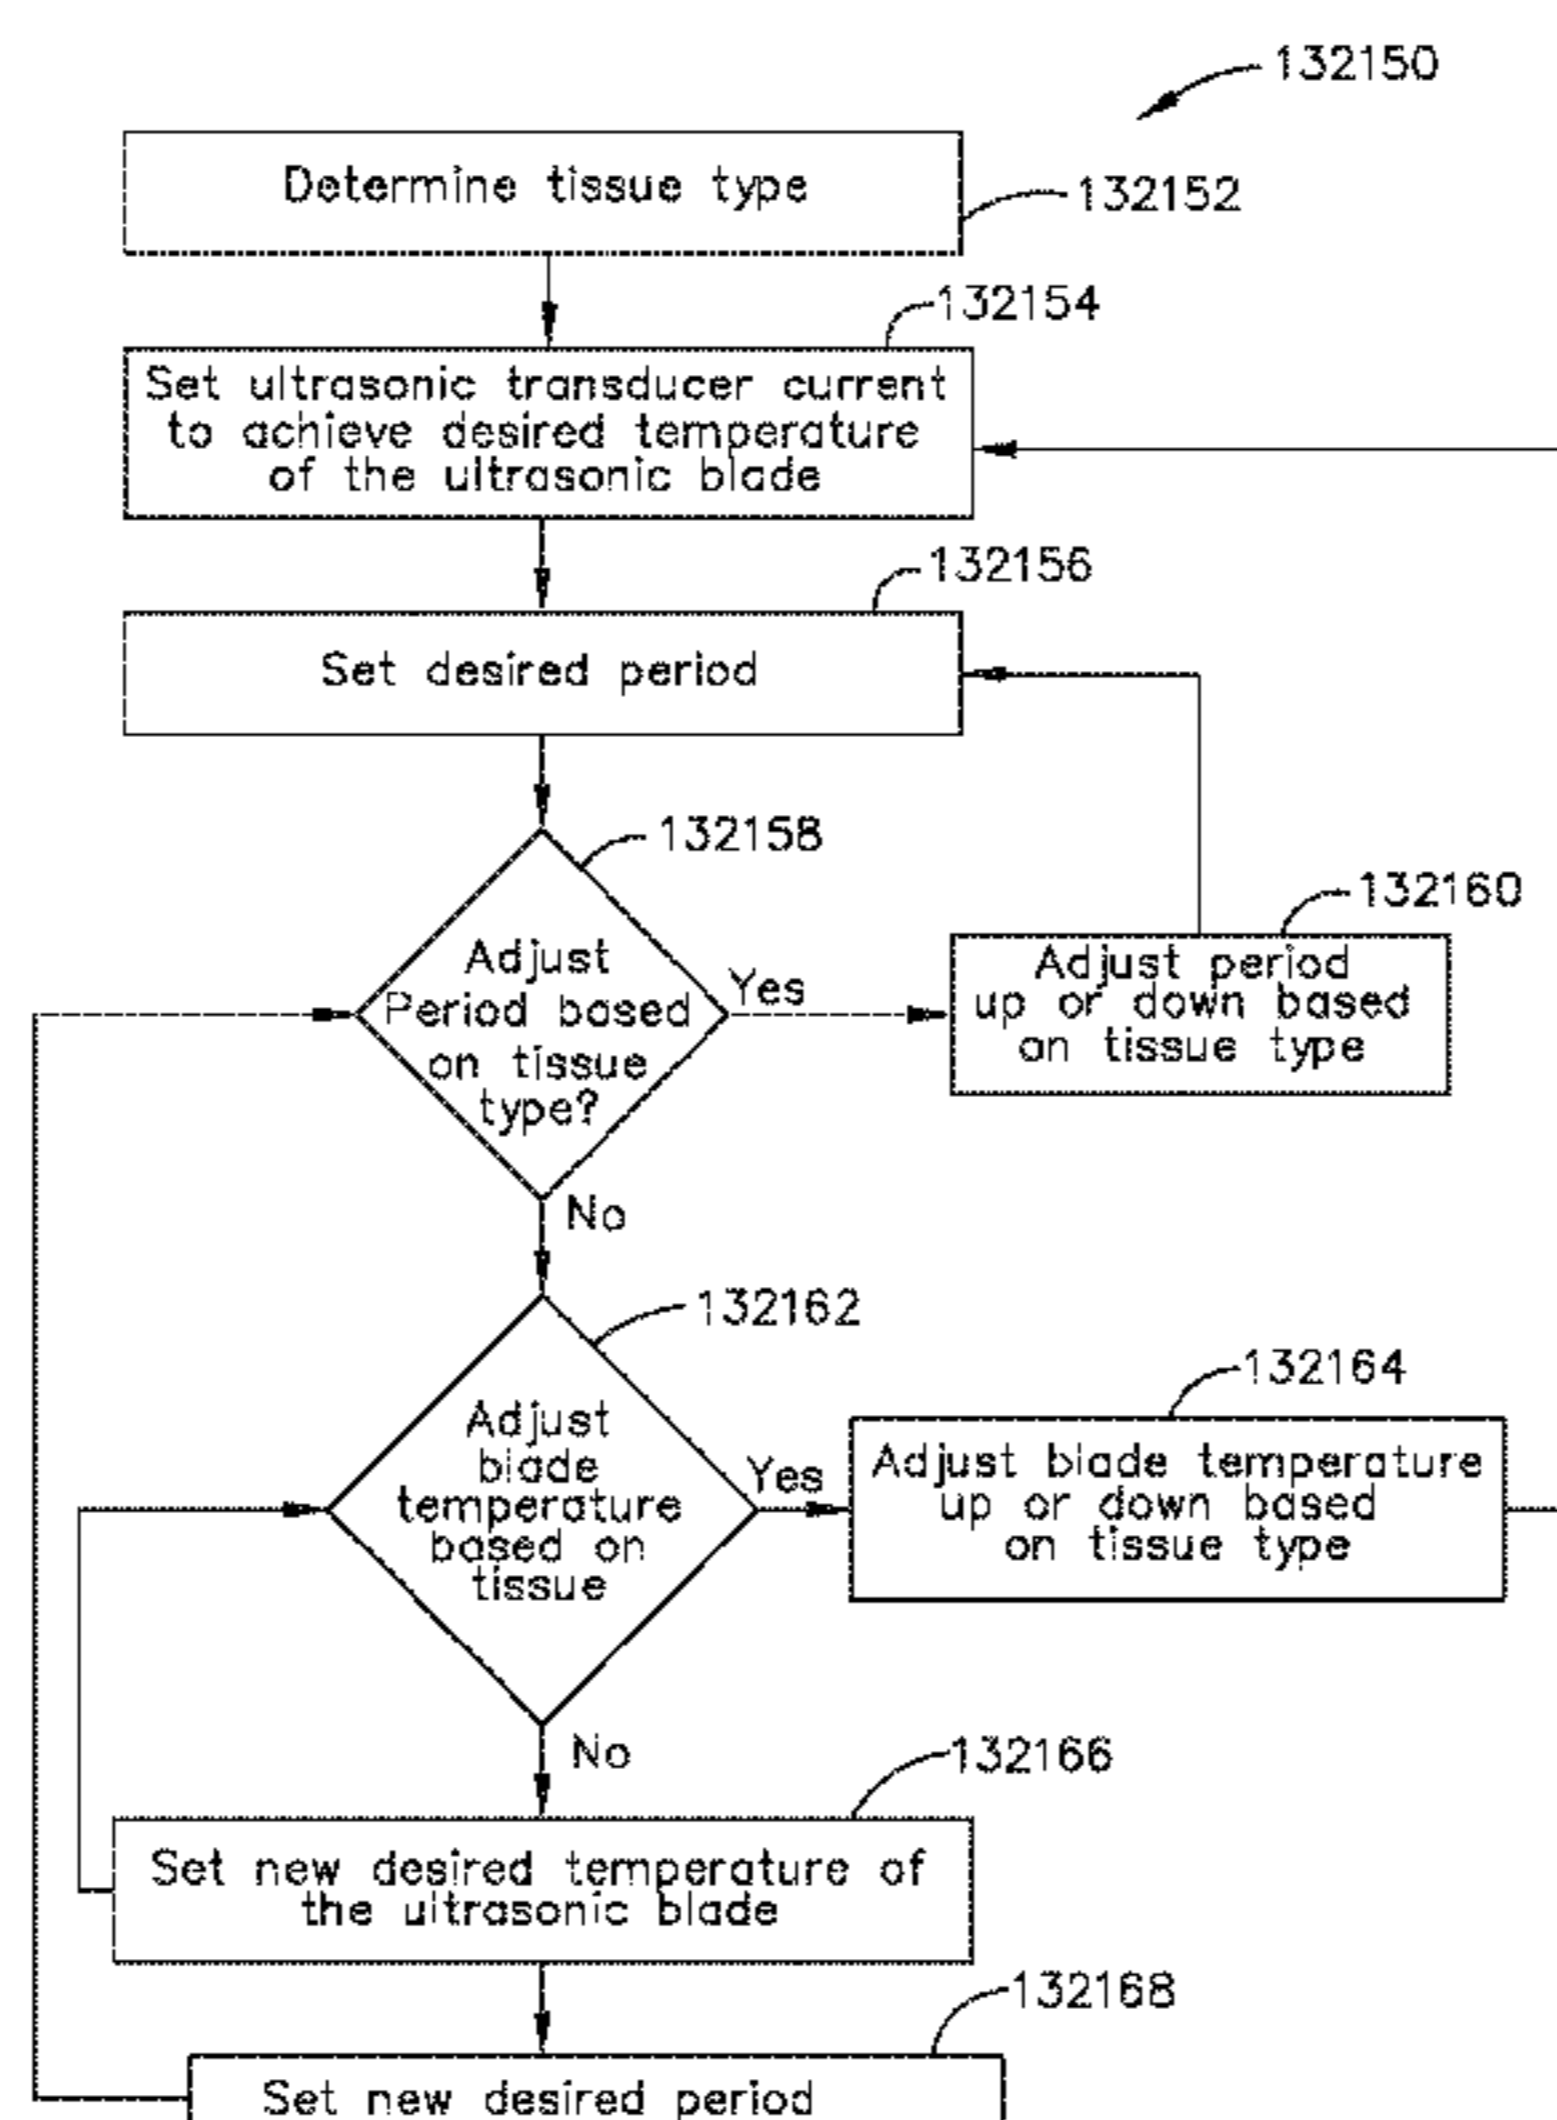 132150
Determine tissue type
132152
132154
Set ultrasonic transducer current
to achieve desired temperature
of the ultrasonic blade
132156
Set desired period
132158
Adjust
Period based
on tissue
type?
Yes
132160
Adjust period
up or down based
on tissue type
No
132162
Adjust
blade
temperature
based on
tissue
Yes
132164
Adjust blade temperature
up or down based
on tissue type
No
132166
Set new desired temperature of
the ultrasonic blade
132168
Set new desired period